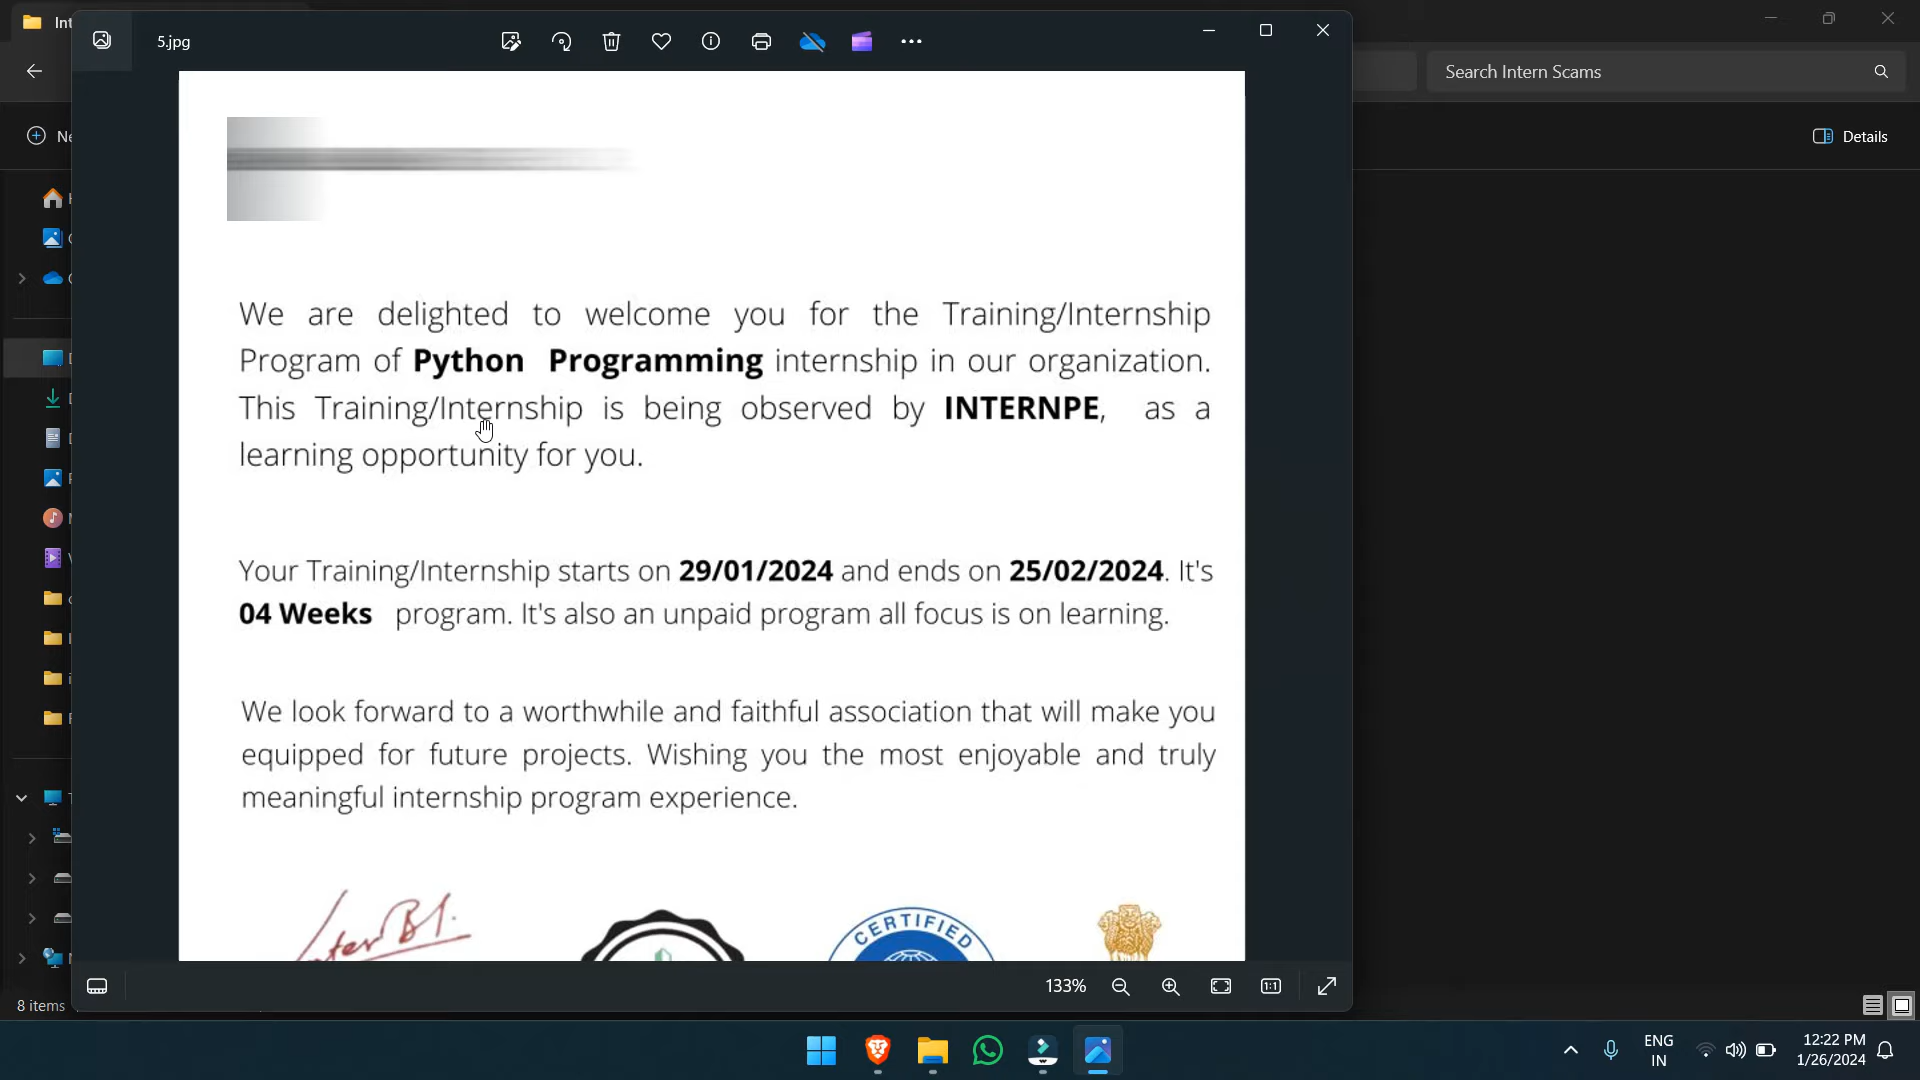 Int
5.jpg
Search Intern Scams
Ne
Details
We are delighted to welcome you for the Training/Internship
Program of Python Programming internship in our organization.
This Training/Internship is being observed by INTERNPE, as a
learning opportunity for you.
Your Training/Internship starts on 29/01/2024 and ends on 25/02/2024. It's
04 Weeks program. It's also an unpaid program all focus is on learning.
We look forward to a worthwhile and faithful association that will make you
equipped for future projects. Wishing you the most enjoyable and truly
meaningful internship program experience.
CERTIFIED
133%
1:1
8 items
ENG
IN
12:22 PM
1/26/2024